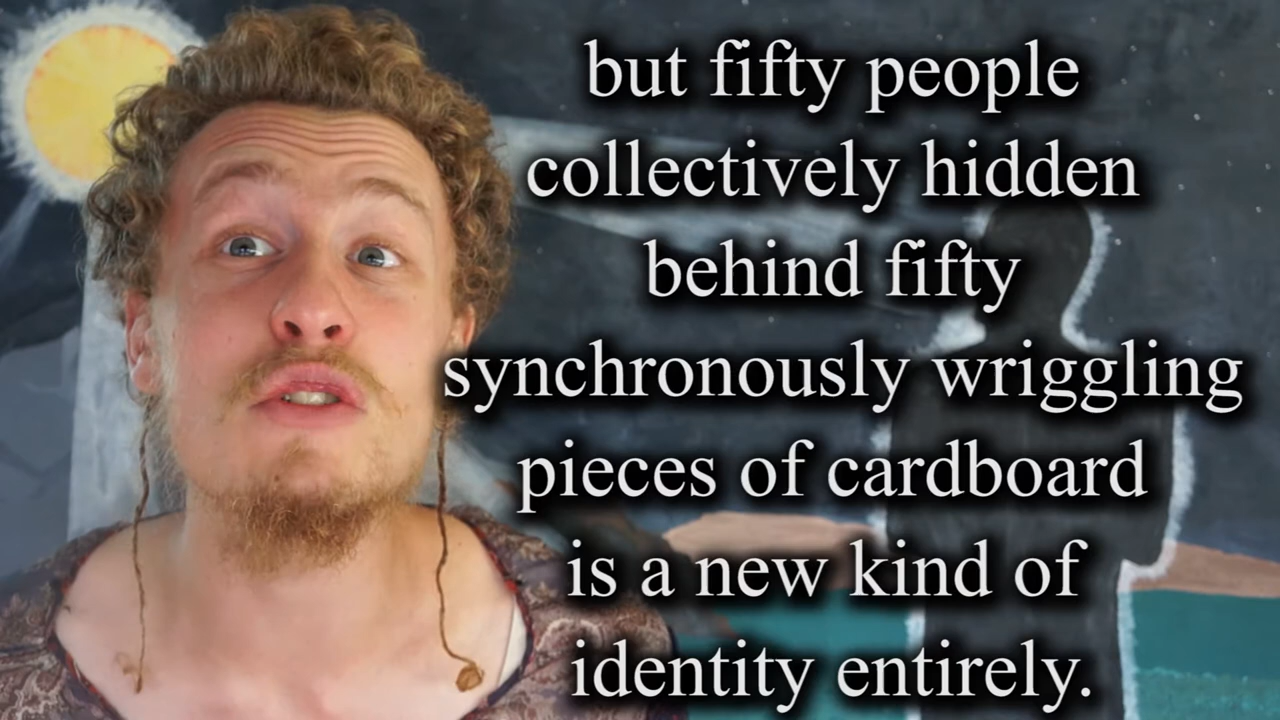 but fifty people
collectively hidden
behind fifty
synchronously wriggling
pieces of cardboard
is a new kind of
identity entirely.